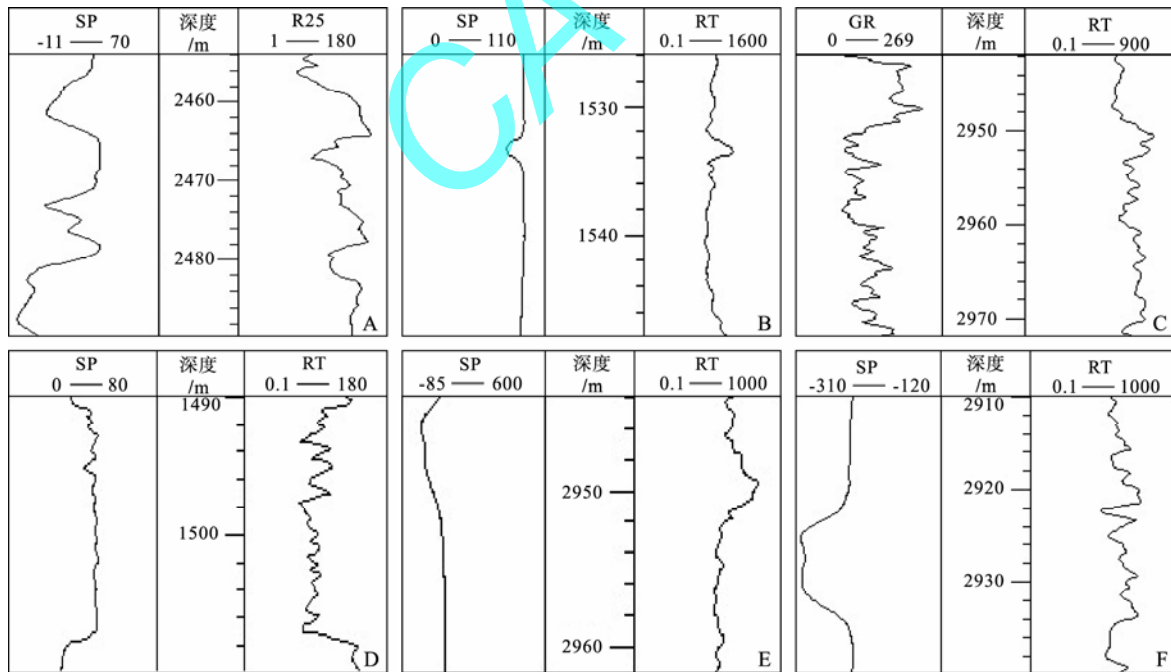 SP
-11 — 70
深度
/m
R25
1 — 180
2460
2470
2480
A
SP
0 — 110
深度
/m
RT
0.1 — 1600
1530
1540
B
GR
0 — 269
深度
/m
RT
0.1 — 900
2950
2960
2970
C
SP
0 — 80
深度
/m
RT
0.1 — 180
1490
1500
D
SP
-85 — 600
深度
/m
RT
0.1 — 1000
2950
2960
E
SP
-310 — -120
深度
/m
RT
0.1 — 1000
2910
2920
2930
F
CA